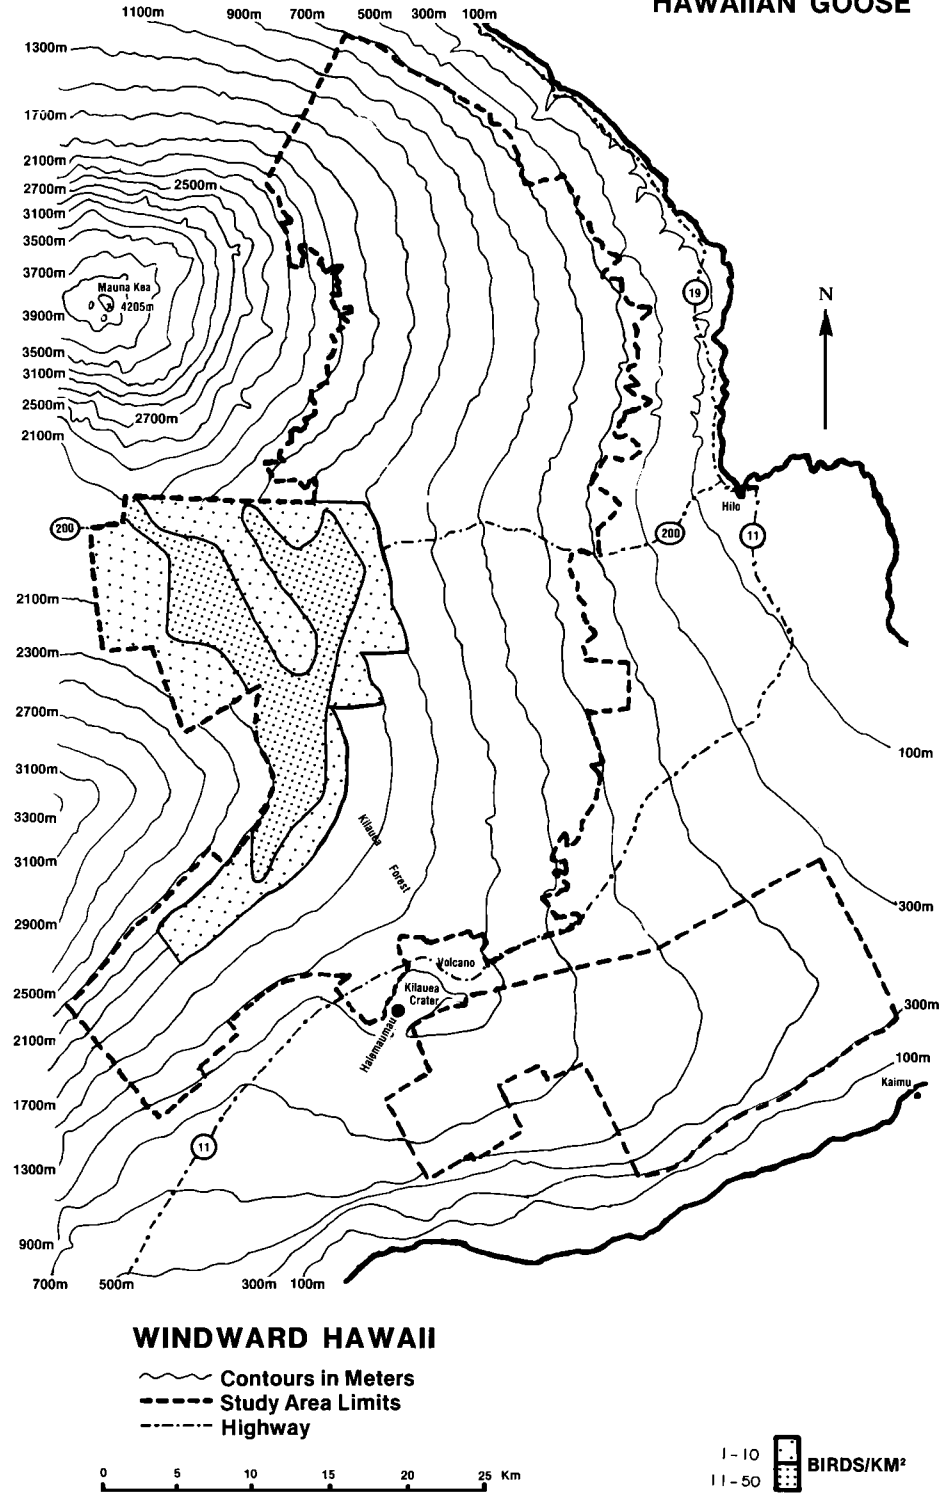 HAWAIIAN GOOSE
1100m 900m 700m 500m 300m 100m
1300m
1700m
2100m
2500m
2700m
3100m
3500m
3700m
Mauna Kea
4205m
3900m
3500m
3100m
2500m
2700m
2100m
19
N
Hilo
200
200
11
2100m
2300m
2700m
100m
3100m
3300m
Kilauea
Forest
3100m
300m
2900m
Volcano
Kilauea
Crater
2500m
300m
Halemaumau
2100m
100m
Kaimu
1700m
11
1300m
900m
700m 500m 300m 100m
WINDWARD HAWAII
Contours in Meters
Study Area Limits
Highway
0 5 10 15 20 25 Km
1-10
11-50
BIRDS/KM²